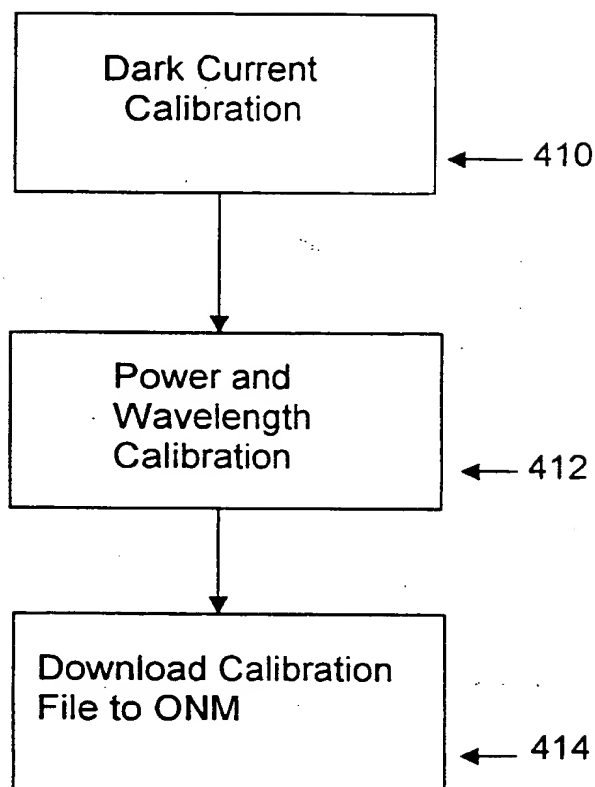 Dark Current
Calibration
410
Power and
Wavelength
Calibration
412
Download Calibration
File to ONM
414